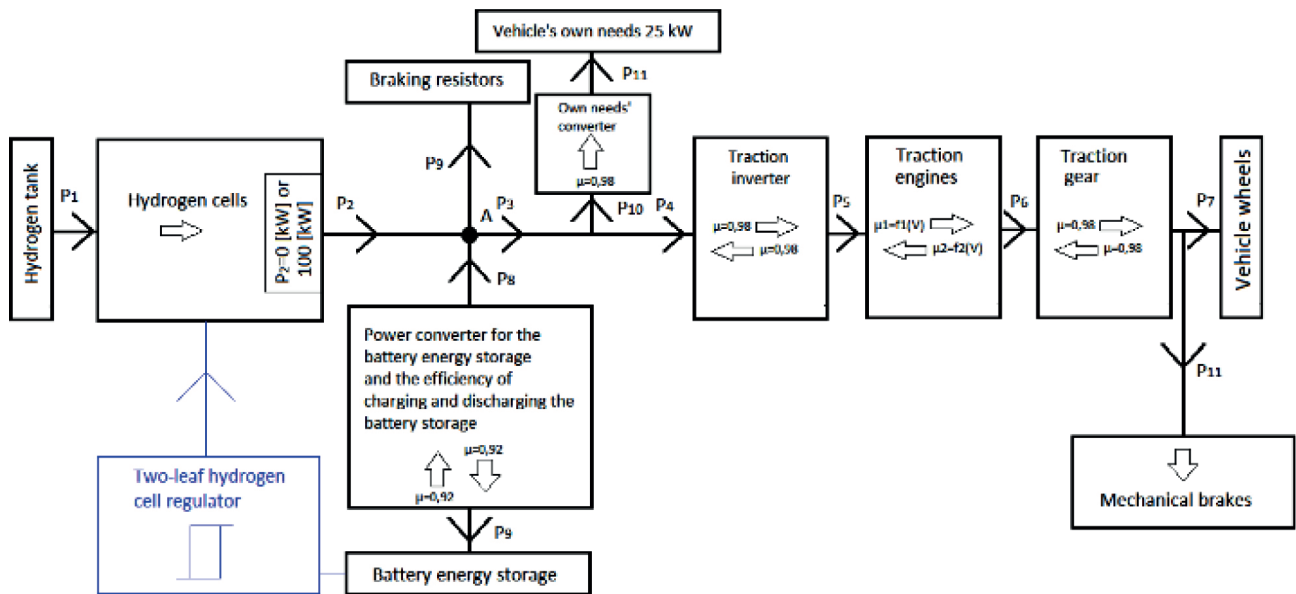 Vehicle's own needs 25 kW
P11
Braking resistors
Own needs'
converter
μ=0,98
P9
Hydrogen tank
P1
Hydrogen cells
P2=0 [kW] or
100 [kW]
P2
A
P3
P10
P4
Traction
inverter
μ=0,98
μ=0,98
P5
Traction
engines
μ1=f1(V)
μ2=f2(V)
P6
Traction
gear
μ=0,98
μ=0,98
P7
Vehicle wheels
P8
Power converter for the
battery energy storage
and the efficiency of
charging and discharging the
battery storage
μ=0,92
μ=0,92
P11
Two-leaf hydrogen
cell regulator
P9
Mechanical brakes
Battery energy storage